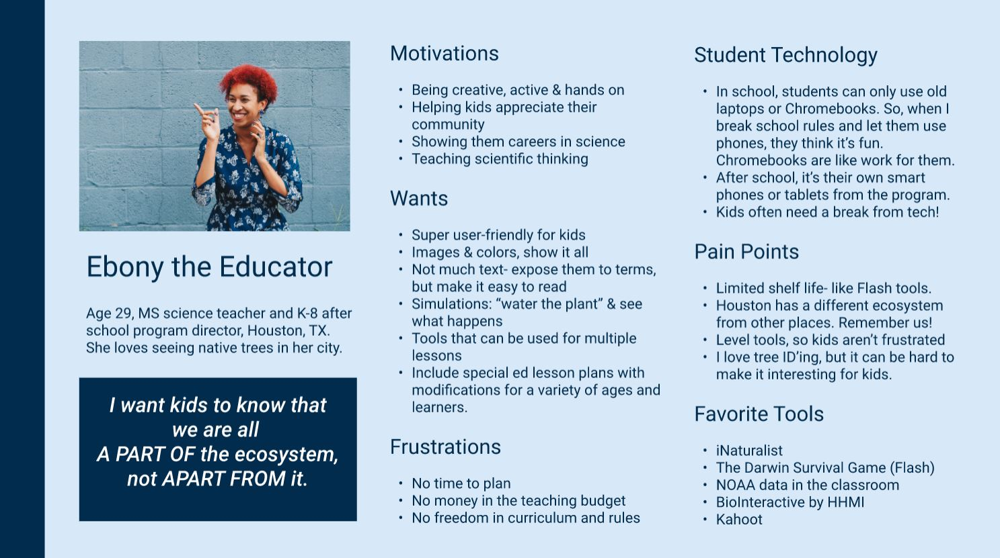 Ebony the Educator
Age 29, MS science teacher and K-8 after
school program director, Houston, TX.
She loves seeing native trees in her city.
I want kids to know that
we are all
A PART OF the ecosystem,
not APART FROM it.
Motivations
• Being creative, active & hands on
• Helping kids appreciate their
community
• Showing them careers in science
• Teaching scientific thinking
Wants
• Super user-friendly for kids
• Images & colors, show it all
• Not much text- expose them to terms,
but make it easy to read
• Simulations: “water the plant” & see
what happens
• Tools that can be used for multiple
lessons
• Include special ed lesson plans with
modifications for a variety of ages and
learners.
Frustrations
• No time to plan
• No money in the teaching budget
• No freedom in curriculum and rules
Student Technology
• In school, students can only use old
laptops or Chromebooks. So, when I
break school rules and let them use
phones, they think it’s fun.
Chromebooks are like work for them.
• After school, it’s their own smart
phones or tablets from the program.
• Kids often need a break from tech!
Pain Points
• Limited shelf life- like Flash tools.
• Houston has a different ecosystem
from other places. Remember us!
• Level tools, so kids aren’t frustrated
• I love tree ID’ing, but it can be hard to
make it interesting for kids.
Favorite Tools
• iNaturalist
• The Darwin Survival Game (Flash)
• NOAA data in the classroom
• BioInteractive by HHMI
• Kahoot